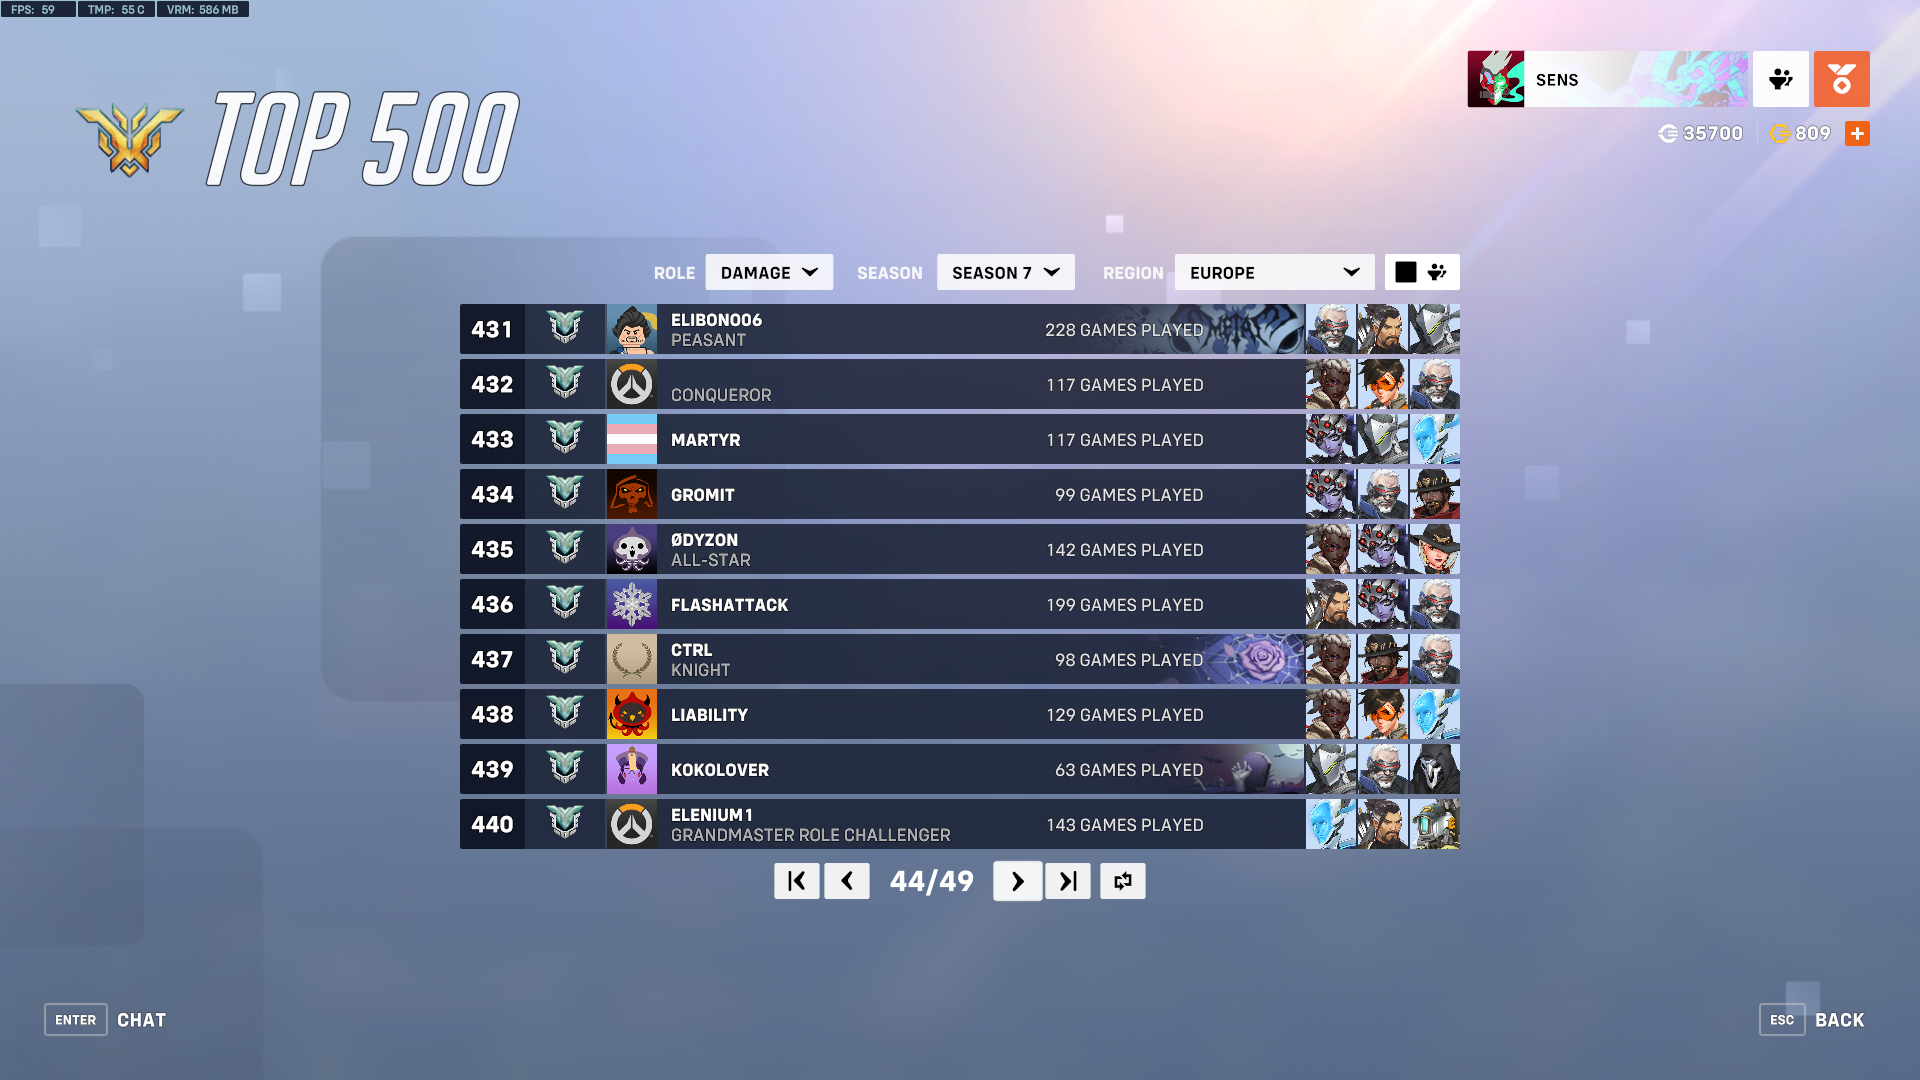 FPS: 59 TMP: 55 C VRM: 586 MB
TOP 500
SENS
35700 809
ROLE DAMAGE SEASON SEASON 7 REGION EUROPE
431 ELIBON006 228 GAMES PLAYED
PEASANT
432 117 GAMES PLAYED
CONQUEROR
433 MARTYR 117 GAMES PLAYED
434 GROMIT 99 GAMES PLAYED
435 ØDYZON 142 GAMES PLAYED
ALL-STAR
436 FLASHATTACK 199 GAMES PLAYED
437 CTRL 98 GAMES PLAYED
KNIGHT
438 LIABILITY 129 GAMES PLAYED
439 KOKOLOVER 63 GAMES PLAYED
440 ELENIUM1 143 GAMES PLAYED
GRANDMASTER ROLE CHALLENGER
44/49
ENTER CHAT
ESC BACK